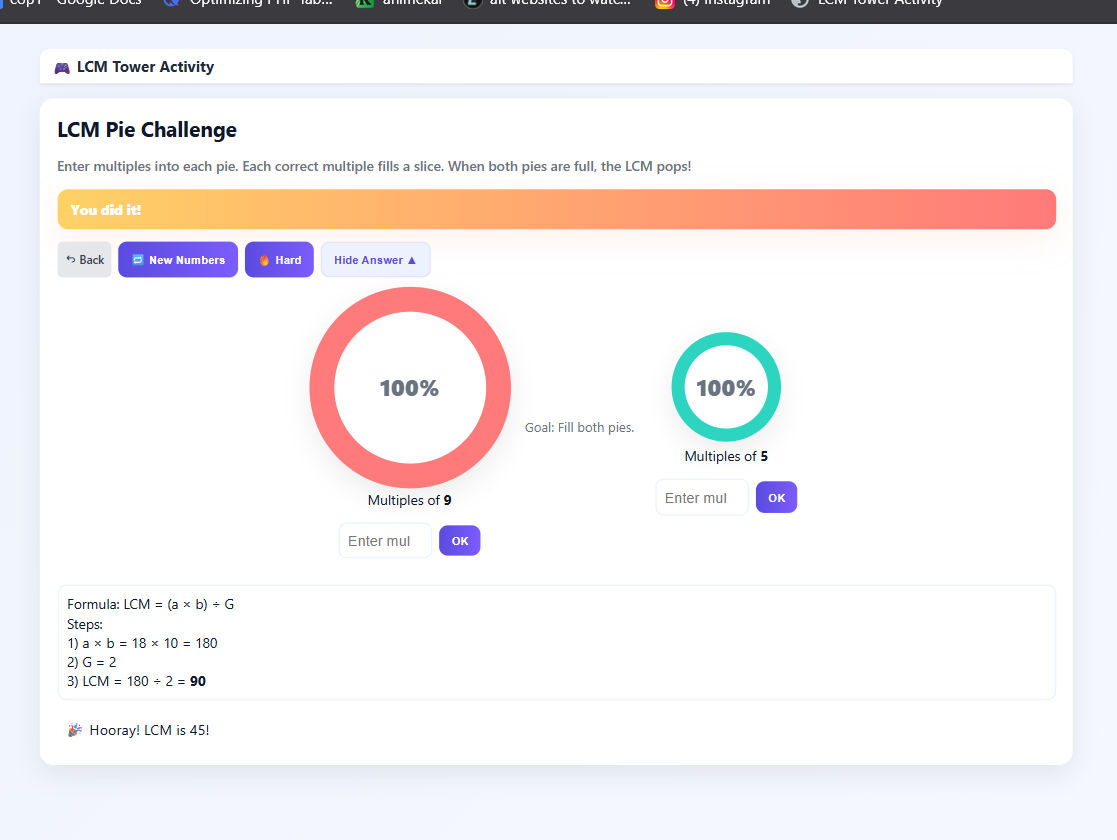 copy - Google Docs Optimizing PHP Tab... animekai alt websites to watc... (4) Instagram LCM Tower Activity
🎮 LCM Tower Activity
LCM Pie Challenge
Enter multiples into each pie. Each correct multiple fills a slice. When both pies are full, the LCM pops!
You did it!
Back New Numbers Hard Hide Answer ▲
100%
100%
Goal: Fill both pies.
Multiples of 5
Enter mul OK
Multiples of 9
Enter mul OK
Formula: LCM = (a × b) ÷ G
Steps:
1) a × b = 18 × 10 = 180
2) G = 2
3) LCM = 180 ÷ 2 = 90
🎉 Hooray! LCM is 45!